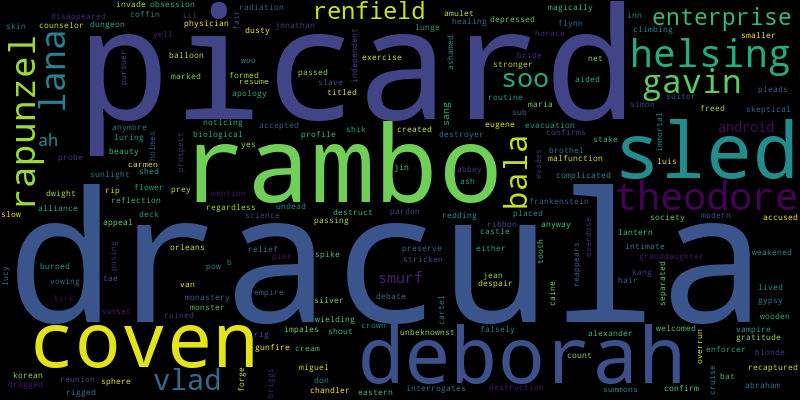 invade obsession
disappeared
coffin
iii
magically
skin counselor dungeon
physician
fair
radiation
jonathan
renfield
amulet
healing
depressed
flynn
inn
climbing
enterprise
picard
dusty
yell
balloon
woo
exercise
independent
lunge
ashamed
horace
bride
stronger
net
smaller
helsing
rapunzel
lana
pursuer
marked
formed
resume
apology
passed
slave
titled
soo
aided
gavin
pleads
routine
maria
sub
simon
suitor
freed
skeptical
sang
noticing
biological
accepted
created
profile
shik
destroyer
eugene
evacuation
confirms
android
anymore
luring
ah
beauty
holmes
prospect
yes
rambo
jin
bala
stake
immortal
sled
probe
carmen
sunlight
shed
abbey
ash
evades
brothel
malfunction
luis
complicated
dwight
rip
flower
prey
mention
theodore
slow
alliance
reflection
deck
regardless
undead
destruct
pardon
redding
placed
frankenstein
appeal
science
passing
ribbon
anyway
society
modern
accused
dracula
orleans
relief
spike
preserve
stricken
castle
either
tooth
reappears
overdose
lantern
intimate
granddaughter
weakened
lucy
burned
vowing
posing
tae
pow
b
pier
smurf
jean
despair
kang
hair
separated
lived
gypsy
kirk
van
monastery
monster
empire
silver
debate
cartel
caine
wooden
sunset
ruined
wielding
crown
unbeknownst
falsely
alexander
welcomed
vampire
gratitude
coven
rig
impales
shout
gunfire
cream
deborah
count
enforcer
overrun
blonde
korean
drugged
reunion
sphere
rigged
vlad
forge
briggs
miguel
don
chandler
eastern
interrogates
destruction
summons
confirm
cruise
bat
recaptured
abraham